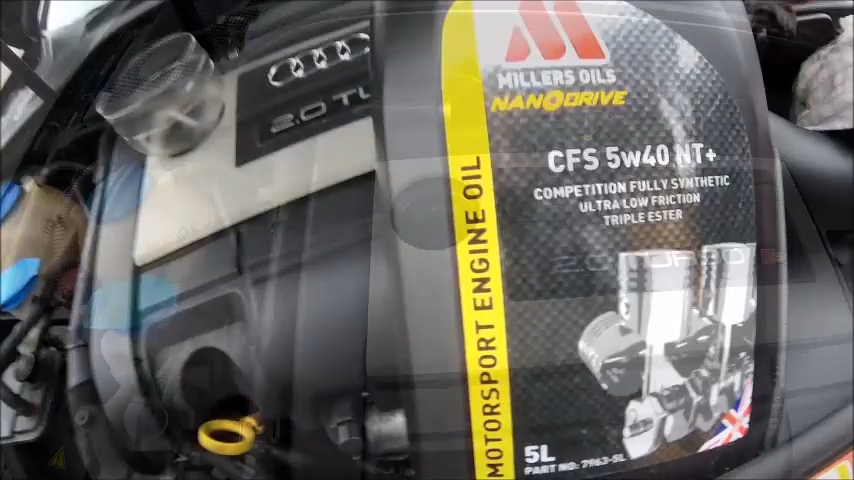 2.0 T
MILLERS OILS
NANODRIVE
CFS 5w40 NT+
COMPETITION FULLY SYNTHETIC
ULTRA LOW FRICTION
TRIPLE ESTER
MOTORSPORT ENGINE OIL
5L
PART NO: 7963-5L